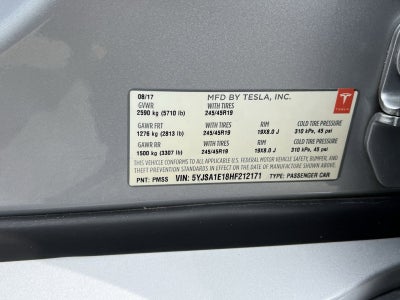 08/17 MFD BY TESLA, INC.
GVWR WITH TIRES
2590 kg (5710 lb) 245/45R19
GAWR FRT WITH TIRES RIM COLD TIRE PRESSURE
1276 kg (2813 lb) 245/45R19 19X8.0 J 310 kPa, 45 psi
GAWR RR WITH TIRES RIM COLD TIRE PRESSURE
1500 kg (3307 lb) 245/45R19 19X8.0 J 310 kPa, 45 psi
THIS VEHICLE CONFORMS TO ALL APPLICABLE U.S. FEDERAL MOTOR VEHICLE SAFETY, BUMPER, AND
THEFT PREVENTION STANDARDS IN EFFECT ON THE DATE OF MANUFACTURE SHOWN ABOVE.
PNT: PMSS VIN: 5YJSA1E18HF212171 TYPE: PASSENGER CAR